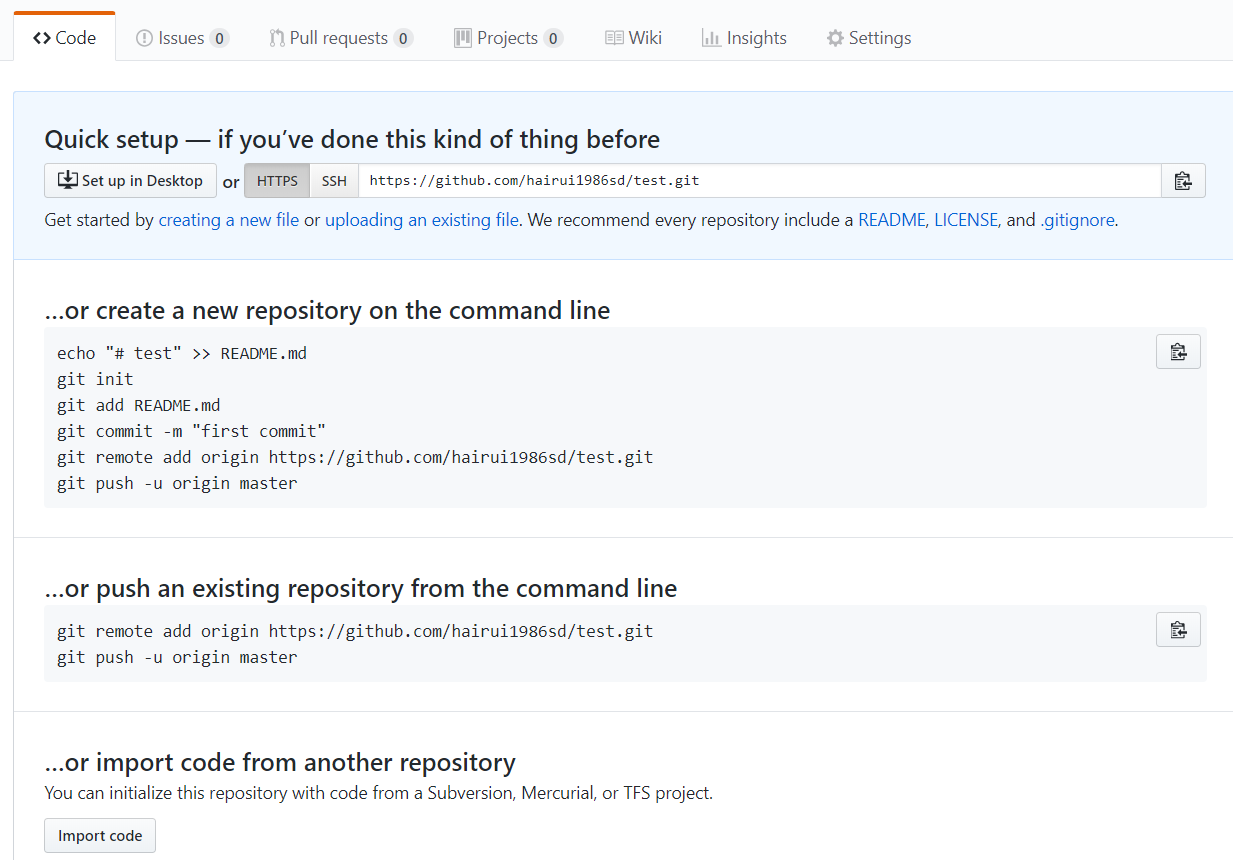 Code Issues 0 Pull requests 0 Projects 0 Wiki Insights Settings
Quick setup — if you’ve done this kind of thing before
Set up in Desktop or HTTPS SSH https://github.com/hairui1986sd/test.git
Get started by creating a new file or uploading an existing file. We recommend every repository include a README, LICENSE, and .gitignore.
…or create a new repository on the command line
echo "# test" >> README.md
git init
git add README.md
git commit -m "first commit"
git remote add origin https://github.com/hairui1986sd/test.git
git push -u origin master
…or push an existing repository from the command line
git remote add origin https://github.com/hairui1986sd/test.git
git push -u origin master
…or import code from another repository
You can initialize this repository with code from a Subversion, Mercurial, or TFS project.
Import code